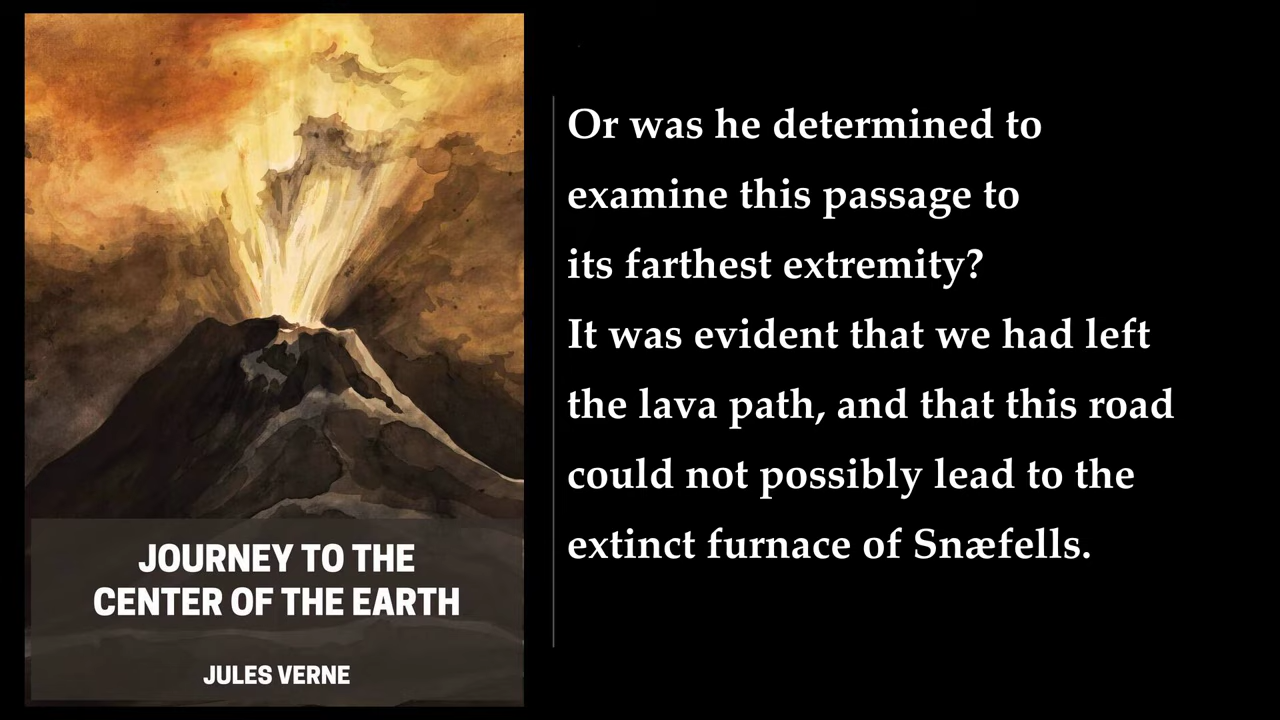 JOURNEY TO THE
CENTER OF THE EARTH
JULES VERNE
Or was he determined to
examine this passage to
its farthest extremity?
It was evident that we had left
the lava path, and that this road
could not possibly lead to the
extinct furnace of Snæfells.